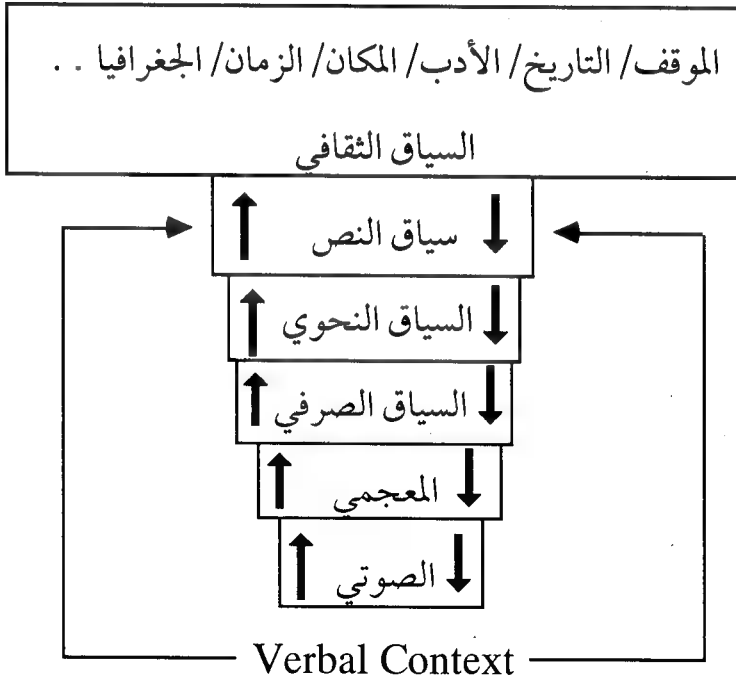 الموقف/ التاريخ/ الأدب/ المكان/ الزمان/ الجغرافيا . .
السياق الثقافي
سياق النص
السياق النحوي
السياق الصرفي
المعجمي
الصوتي
Verbal Context